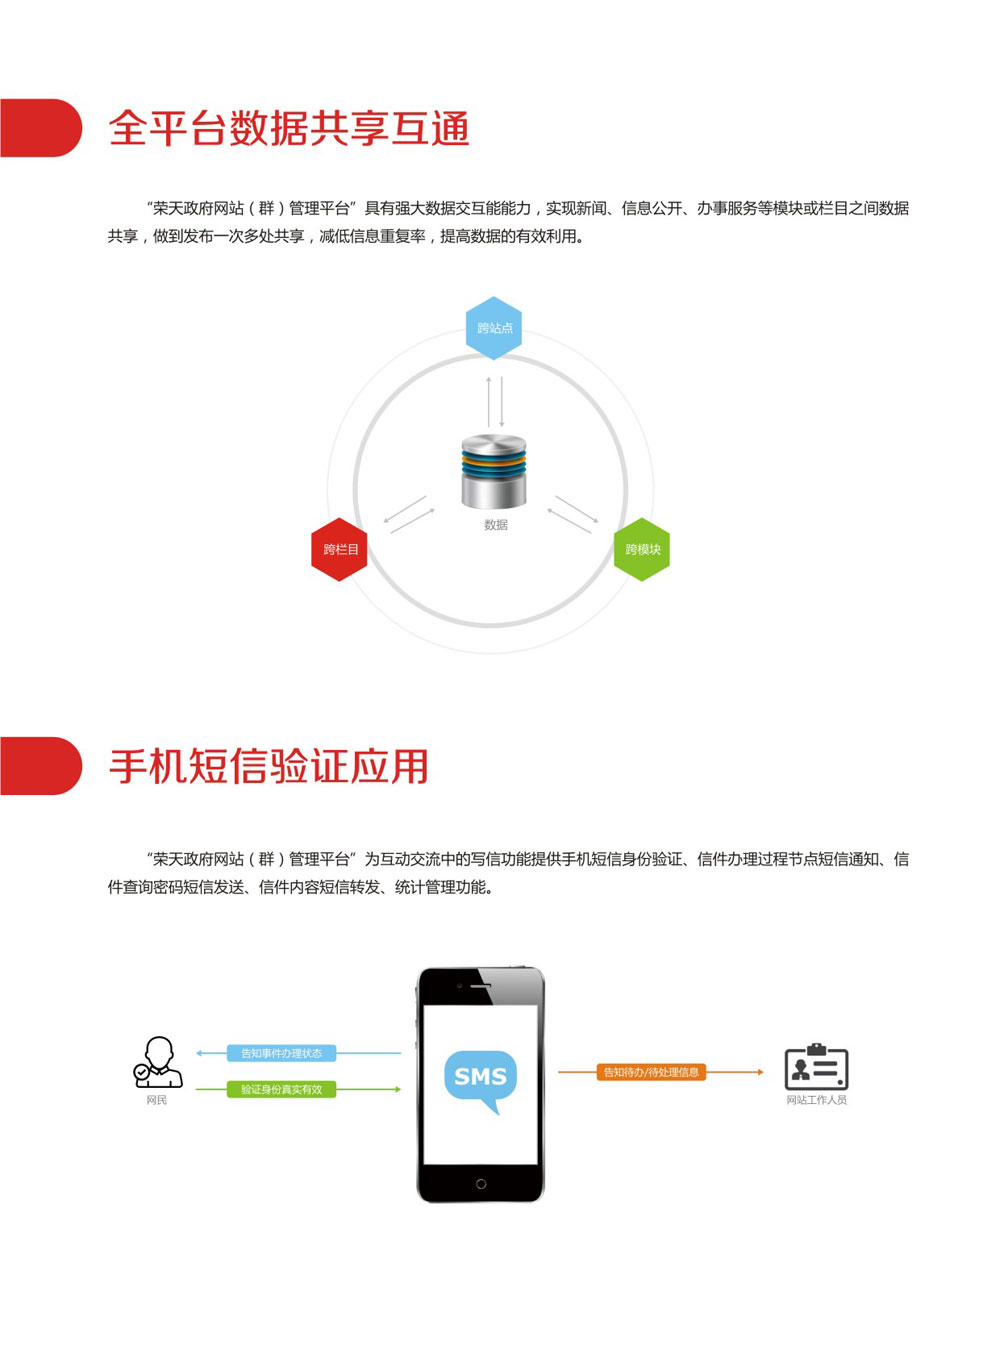 全平台数据共享互通
“荣天政府网站（群）管理平台”具有强大数据交互能能力，实现新闻、信息公开、办事服务等模块或栏目之间数据
共享，做到发布一次多处共享，减低信息重复率，提高数据的有效利用。
跨站点
数据
跨栏目
跨模块
手机短信验证应用
“荣天政府网站（群）管理平台”为互动交流中的写信功能提供手机短信身份验证、信件办理过程节点短信通知、信
件查询密码短信发送、信件内容短信转发、统计管理功能。
告知事件办理状态
验证身份真实有效
网民
SMS
告知待办/待处理信息
网站工作人员